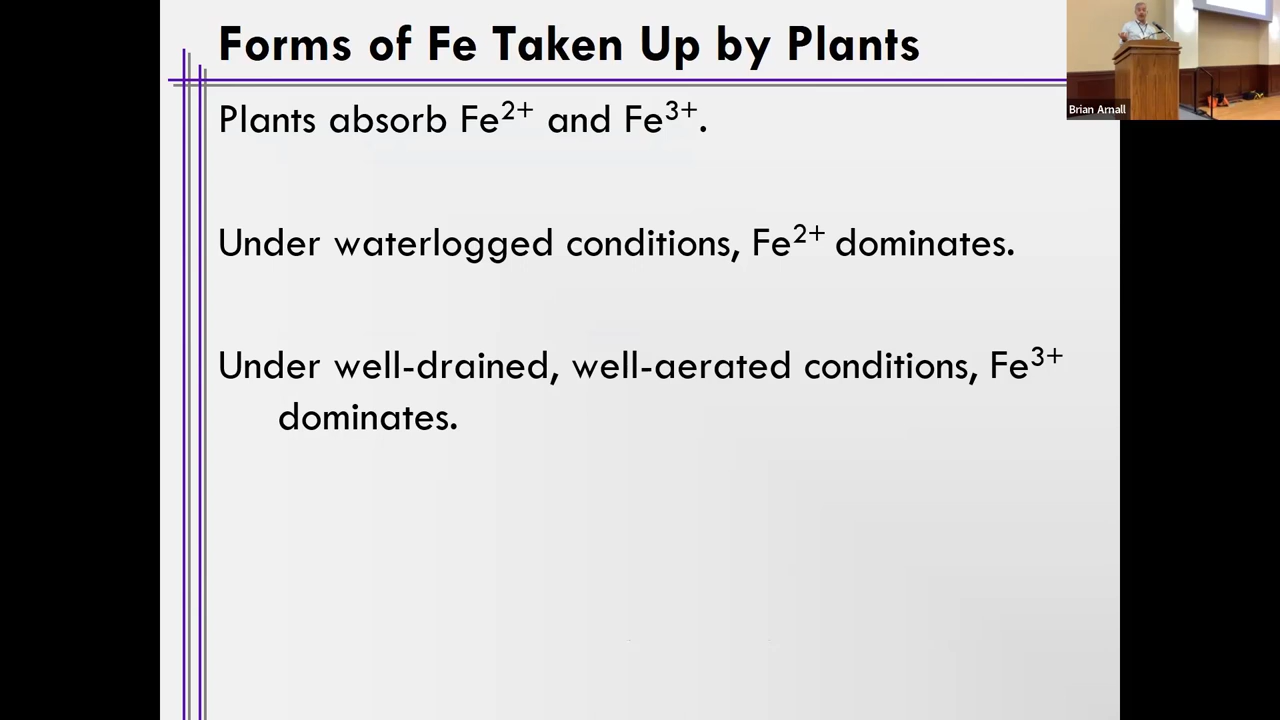 Forms of Fe Taken Up by Plants
Plants absorb Fe²⁺ and Fe³⁺.
Under waterlogged conditions, Fe²⁺ dominates.
Under well-drained, well-aerated conditions, Fe³⁺
dominates.
Brian Arnall